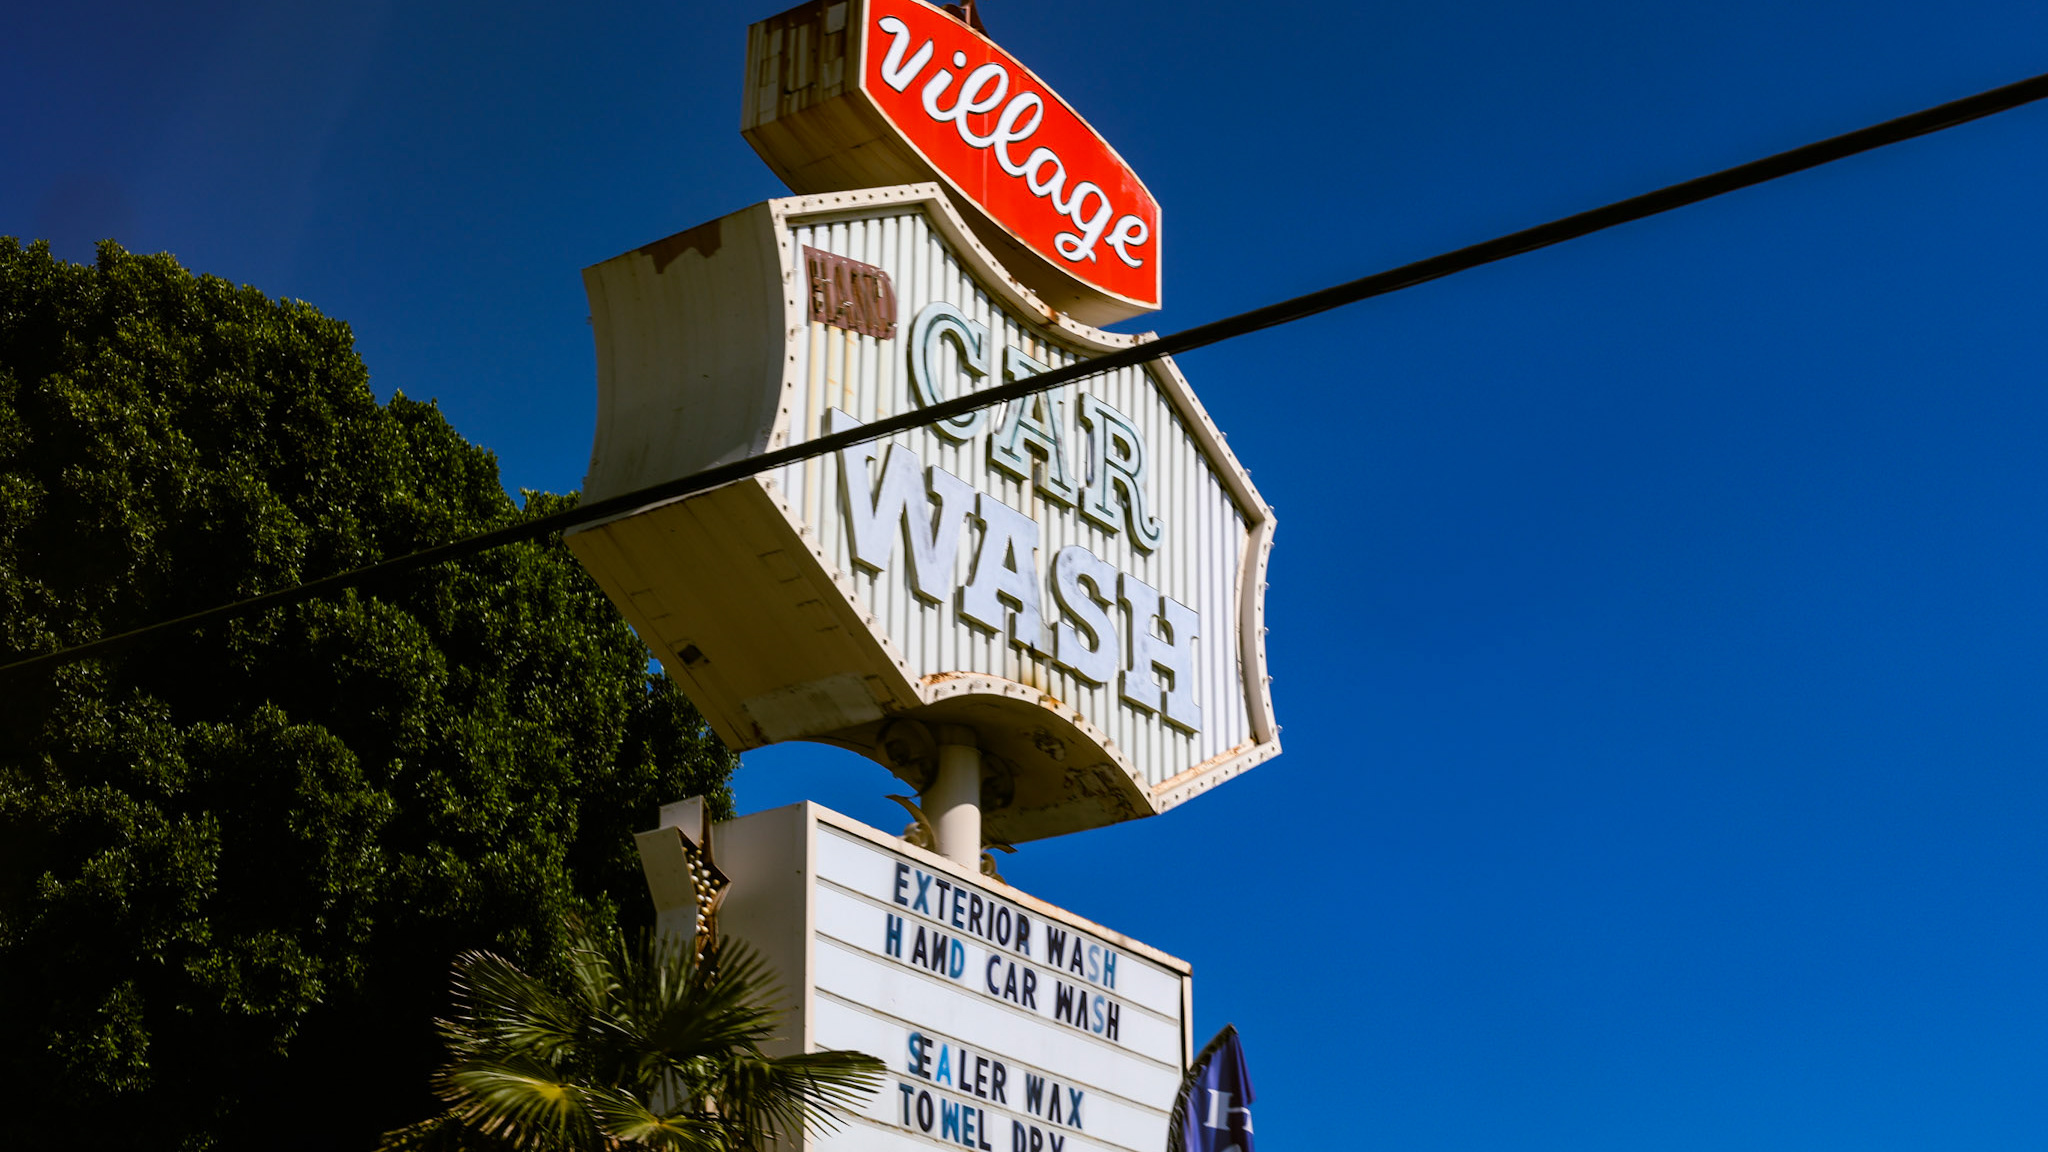 Village
HAND
CAR
WASH
EXTERIOR WASH
HAND CAR WASH
SEALER WAX
TOWEL DRY
H